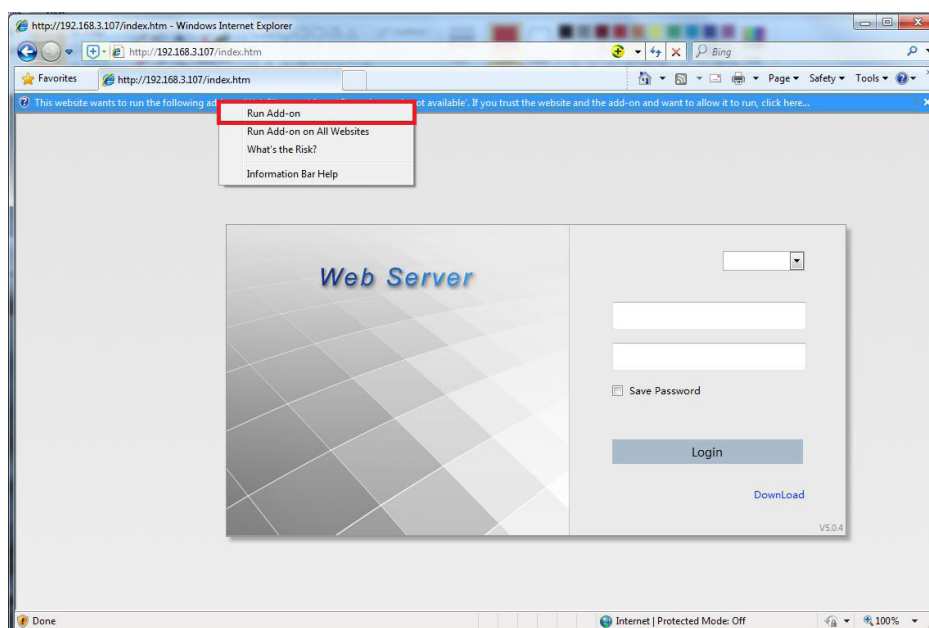 http://192.168.3.107/index.htm - Windows Internet Explorer
http://192.168.3.107/index.htm
Bing
Favorites
http://192.168.3.107/index.htm
Page
Safety
Tools
This website wants to run the following ad
ot available'. If you trust the website and the add-on and want to allow it to run, click here...
Run Add-on
Run Add-on on All Websites
What's the Risk?
Information Bar Help
Web Server
Save Password
Login
DownLoad
V5.0.4
Done
Internet | Protected Mode: Off
100%